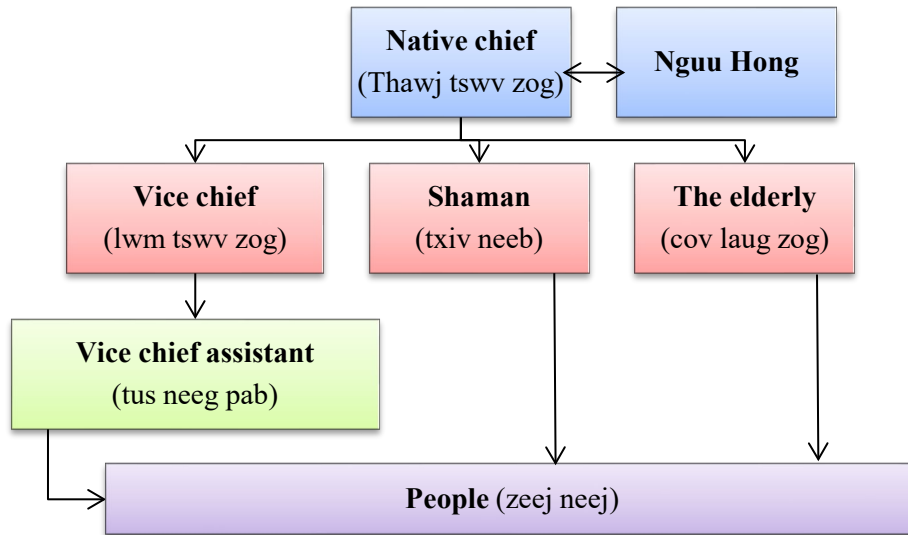 Native chief
(Thawj tswv zog)
Nguu Hong
Vice chief
(lwm tswv zog)
Shaman
(txiv neeb)
The elderly
(cov laug zog)
Vice chief assistant
(tus neeg pab)
People (zeej neej)